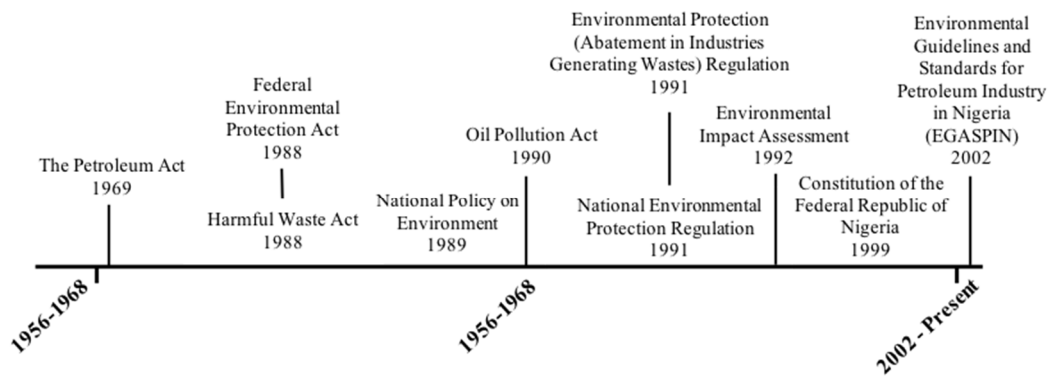 The Petroleum Act
1969
Federal
Environmental
Protection Act
1988
Harmful Waste Act
1988
National Policy on
Environment
1989
Oil Pollution Act
1990
Environmental Protection
(Abatement in Industries
Generating Wastes) Regulation
1991
National Environmental
Protection Regulation
1991
Environmental
Impact Assessment
1992
Constitution of the
Federal Republic of
Nigeria
1999
Environmental
Guidelines and
Standards for
Petroleum Industry
in Nigeria
(EGASPIN)
2002
1956-1968
1956-1968
2002 - Present